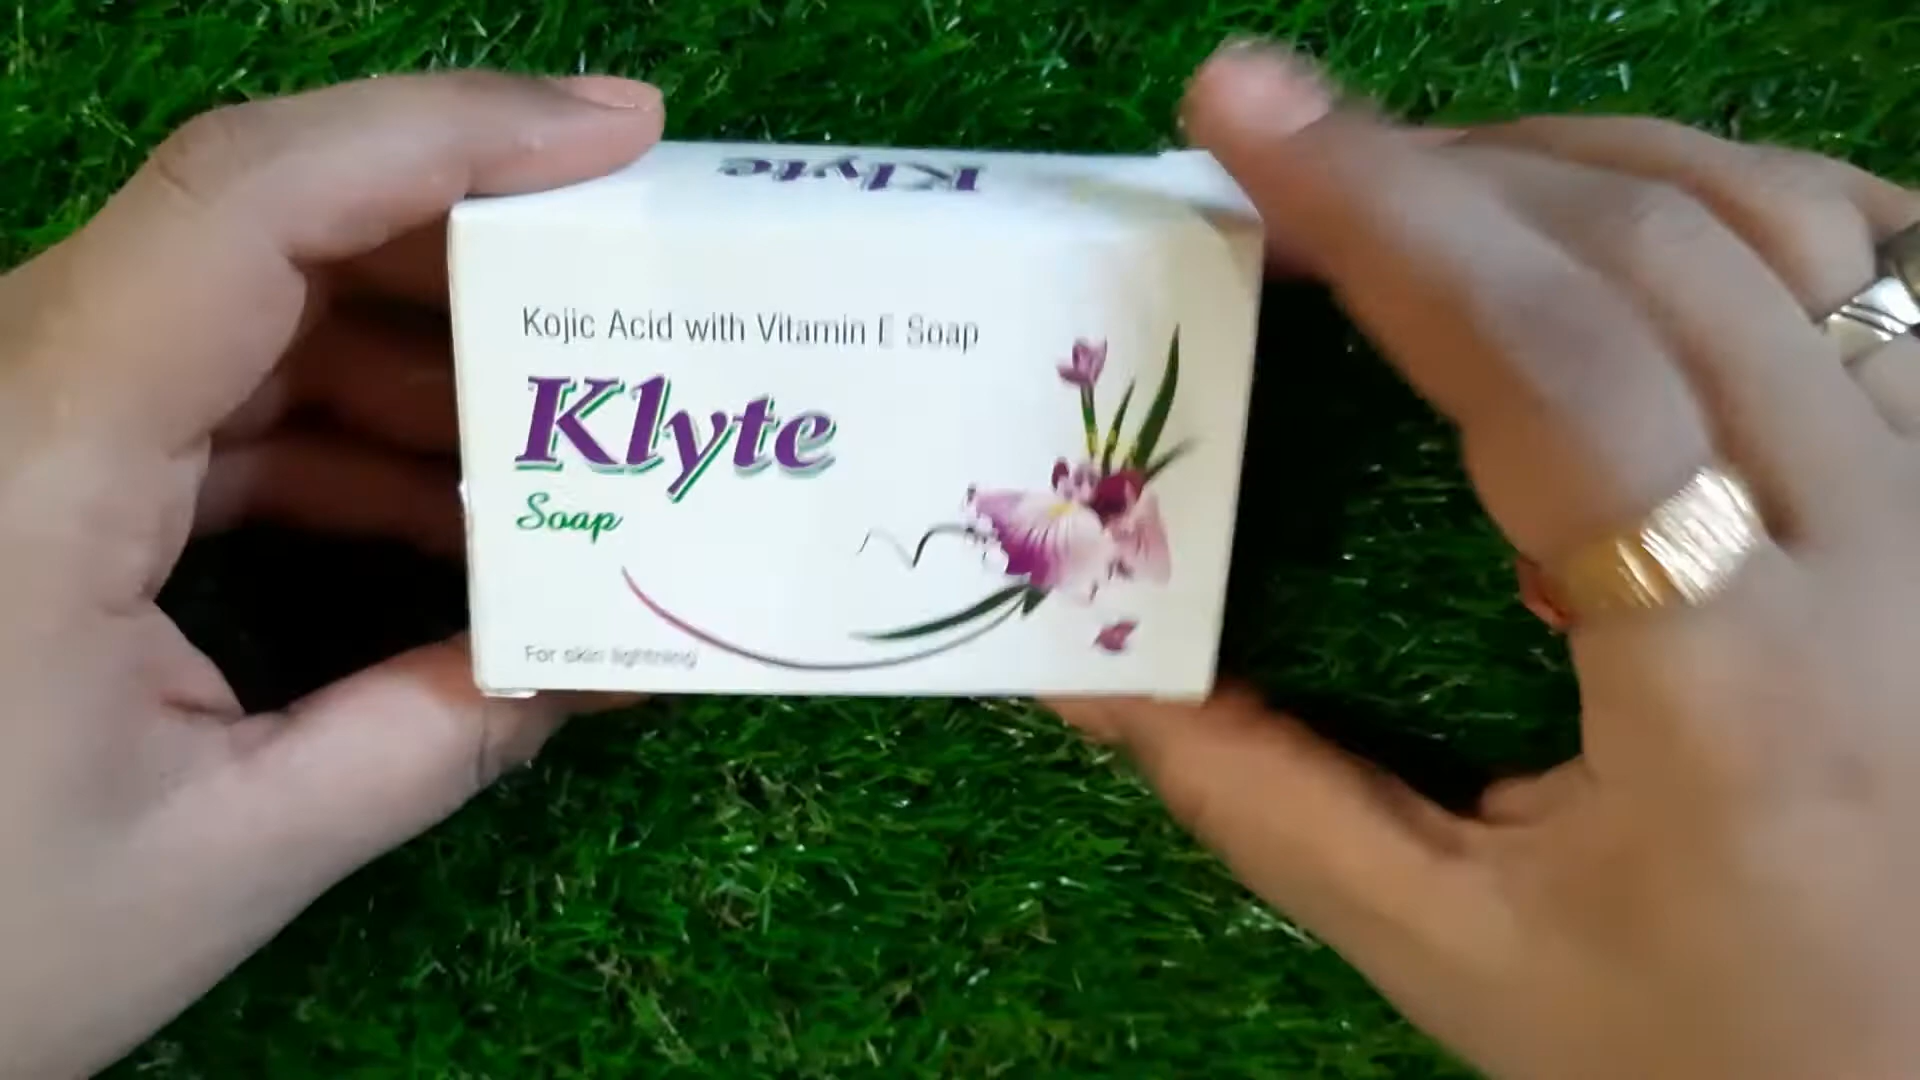 Klyte
Kojic Acid with Vitamin E Soap
Klyte
Soap
For skin lightning